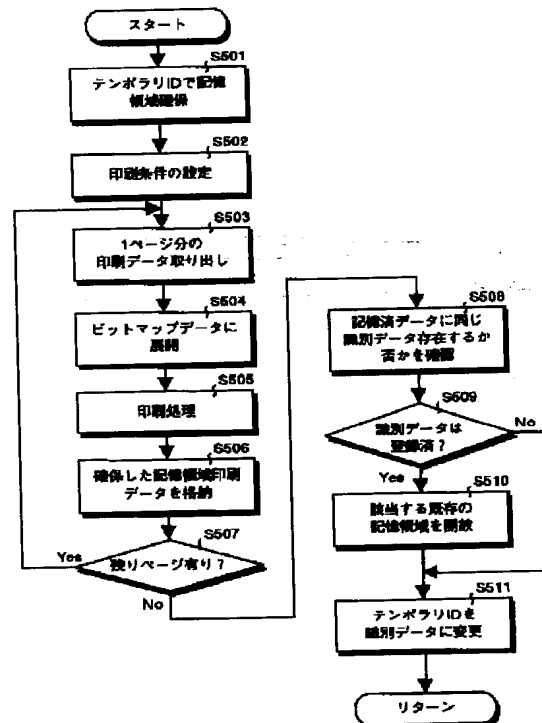 スタート
S501
テンポラリIDで記憶
領域確保
S502
印刷条件の設定
S503
1ページ分の
印刷データ取り出し
S504
ビットマップデータに
展開
S505
印刷処理
S506
確保した記憶領域印刷
データを格納
S507
残りページ有り？
Yes
No
S508
記憶済データに同じ
識別データ存在するか
否かを確認
S509
識別データは
登録済？
No
Yes
S510
該当する既存の
記憶領域を開放
S511
テンポラリIDを
識別データに変更
リターン